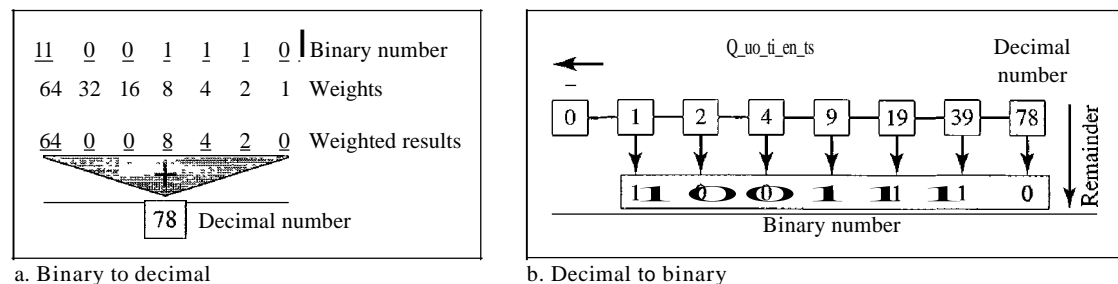 11 0 0 1 1 1 0 Binary number
64 32 16 8 4 2 1 Weights
64 0 0 8 4 2 0 Weighted results
+
78 Decimal number
a. Binary to decimal
Q_uo_ti_en_ts
Decimal
number
0 1 2 4 9 19 39 78
Remainder
1 0 0 1 1 1 0
Binary number
b. Decimal to binary